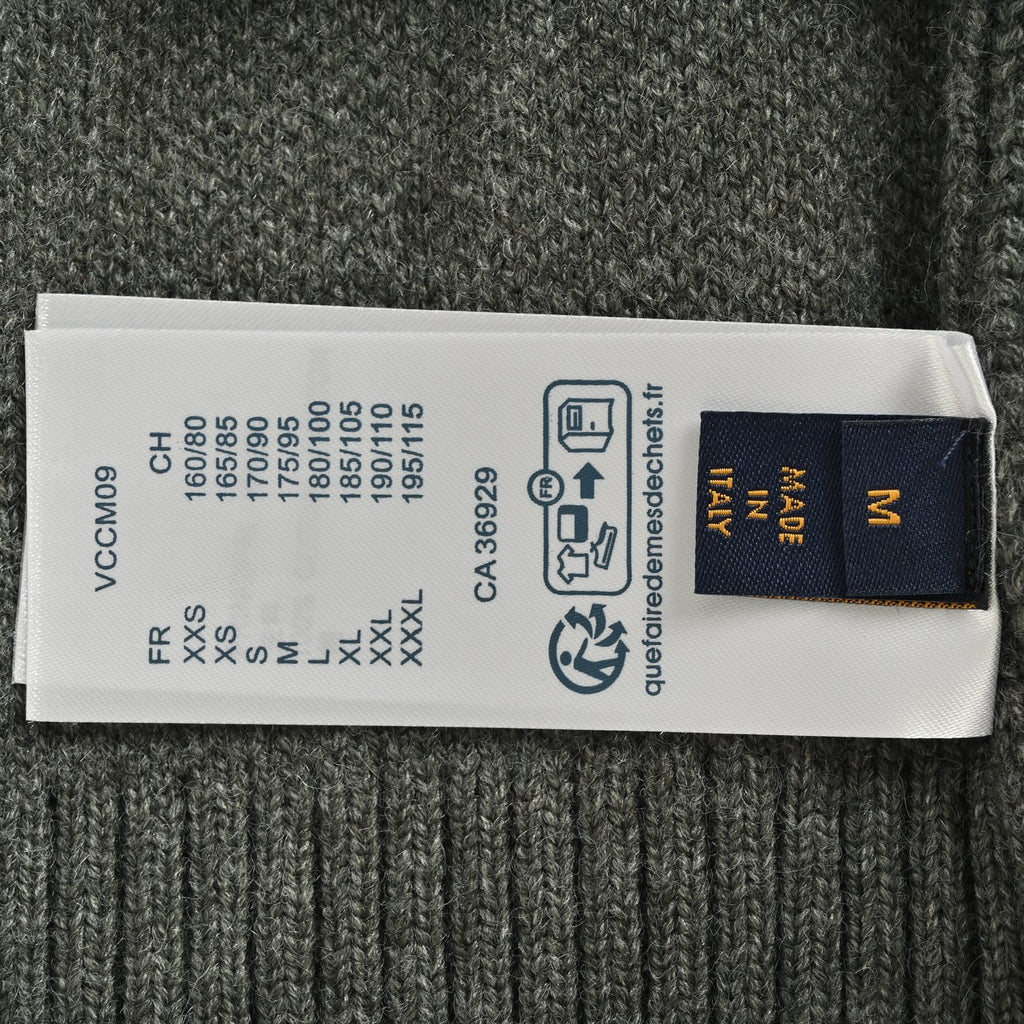 VCCM09
FR CH
XXS 160/80
XS 165/85
S 170/90
M 175/95
L 180/100
XL 185/105
XXL 190/110
XXXL 195/115
CA 36929
FR
quefairedemesdechets.fr
M
MADE
IN
ITALY